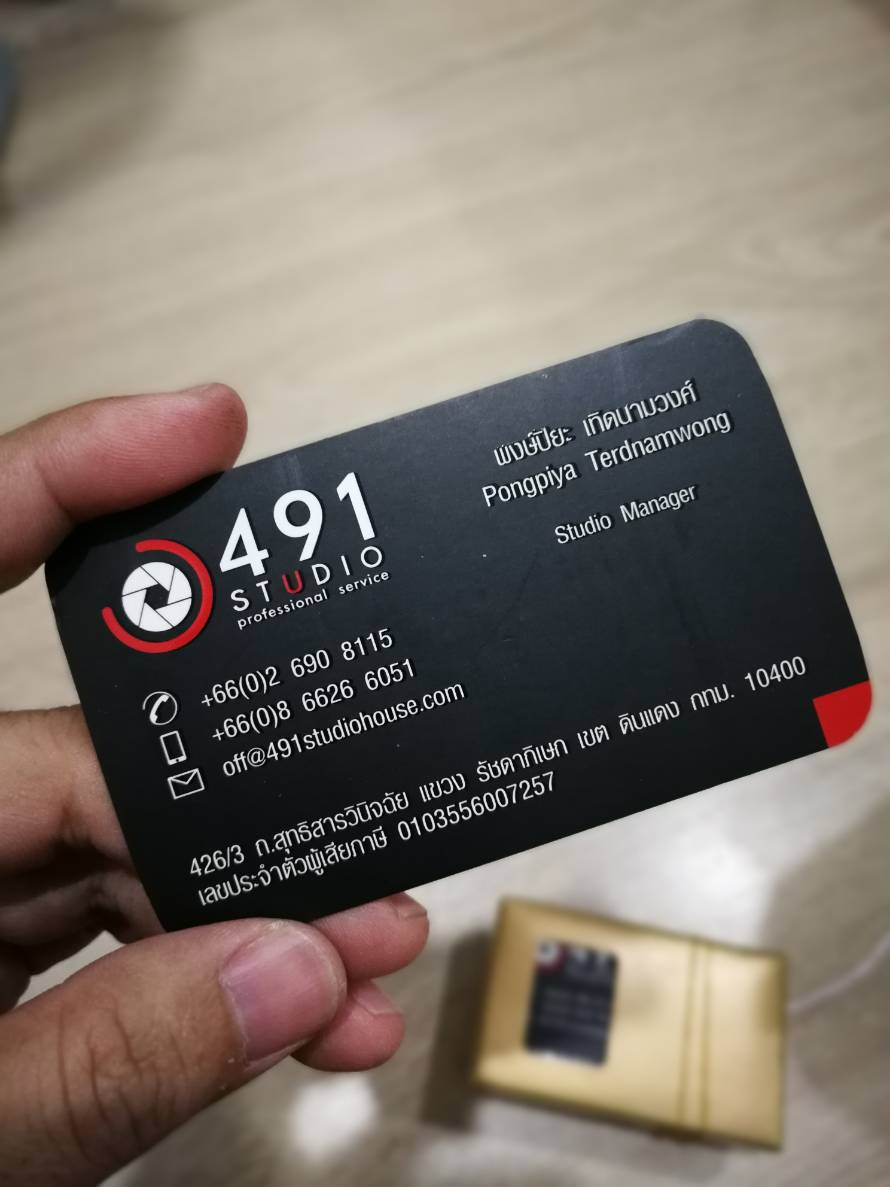 491
STUDIO
professional service
พงษ์ปิยะ เทิดนามวงศ์
Pongpiya Terdnamwong
Studio Manager
+66(0)2 690 8115
+66(0)8 6626 6051
off@491studiohouse.com
426/3 ถ.สุทธิสารวินิจฉัย แขวง รัชดาภิเษก เขต ดินแดง กทม. 10400
เลขประจำตัวผู้เสียภาษี 0103556007257